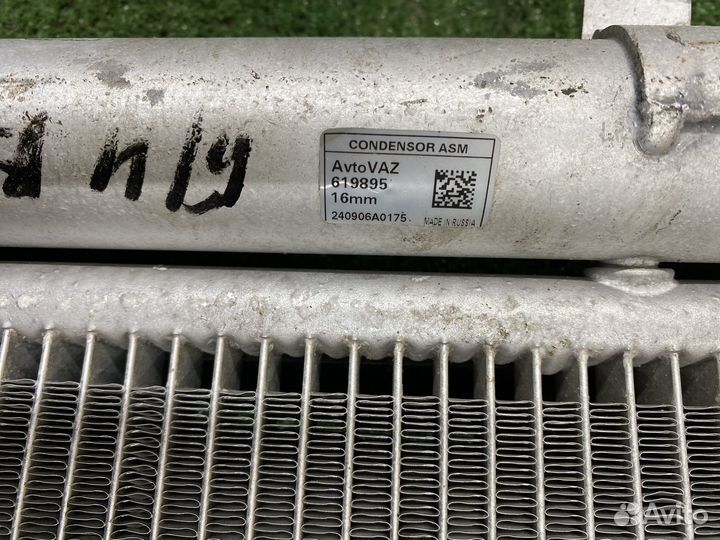 CONDENSOR ASM
AvtoVAZ
619895
16mm
240906A0175.
MADE IN RUSSIA
Avito